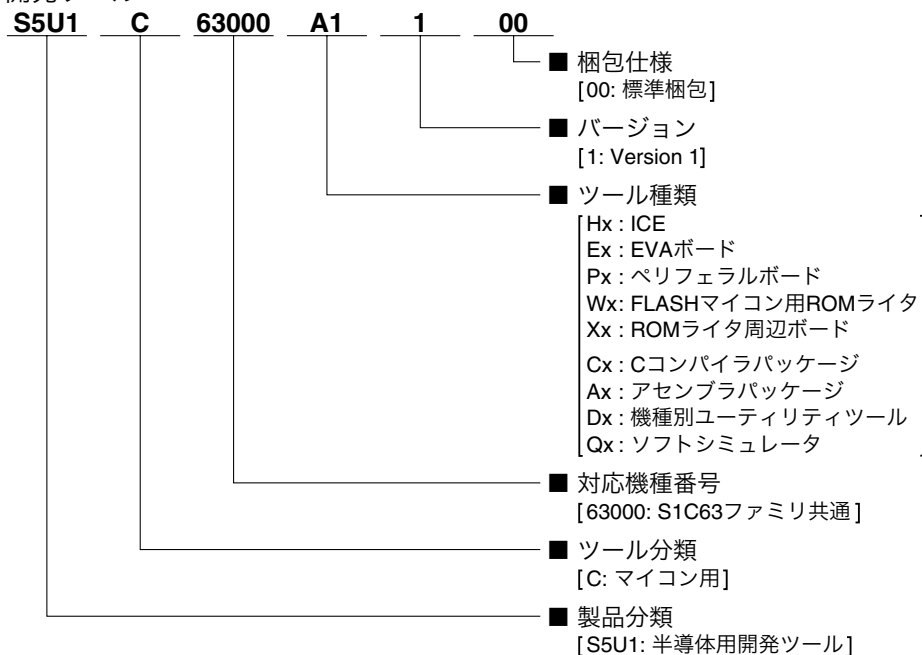 S5U1 C 63000 A1 1 00
■ 梱包仕様
[00: 標準梱包]
■ バージョン
[1: Version 1]
■ ツール種類
Hx : ICE
Ex : EVAボード
Px : ペリフェラルボード
Wx: FLASHマイコン用ROMライタ
Xx : ROMライタ周辺ボード
Cx : Cコンパイラパッケージ
Ax : アセンブラパッケージ
Dx : 機種別ユーティリティツール
Qx : ソフトシミュレータ
■ 対応機種番号
[63000: S1C63ファミリ共通]
■ ツール分類
[C: マイコン用]
■ 製品分類
[S5U1: 半導体用開発ツール]